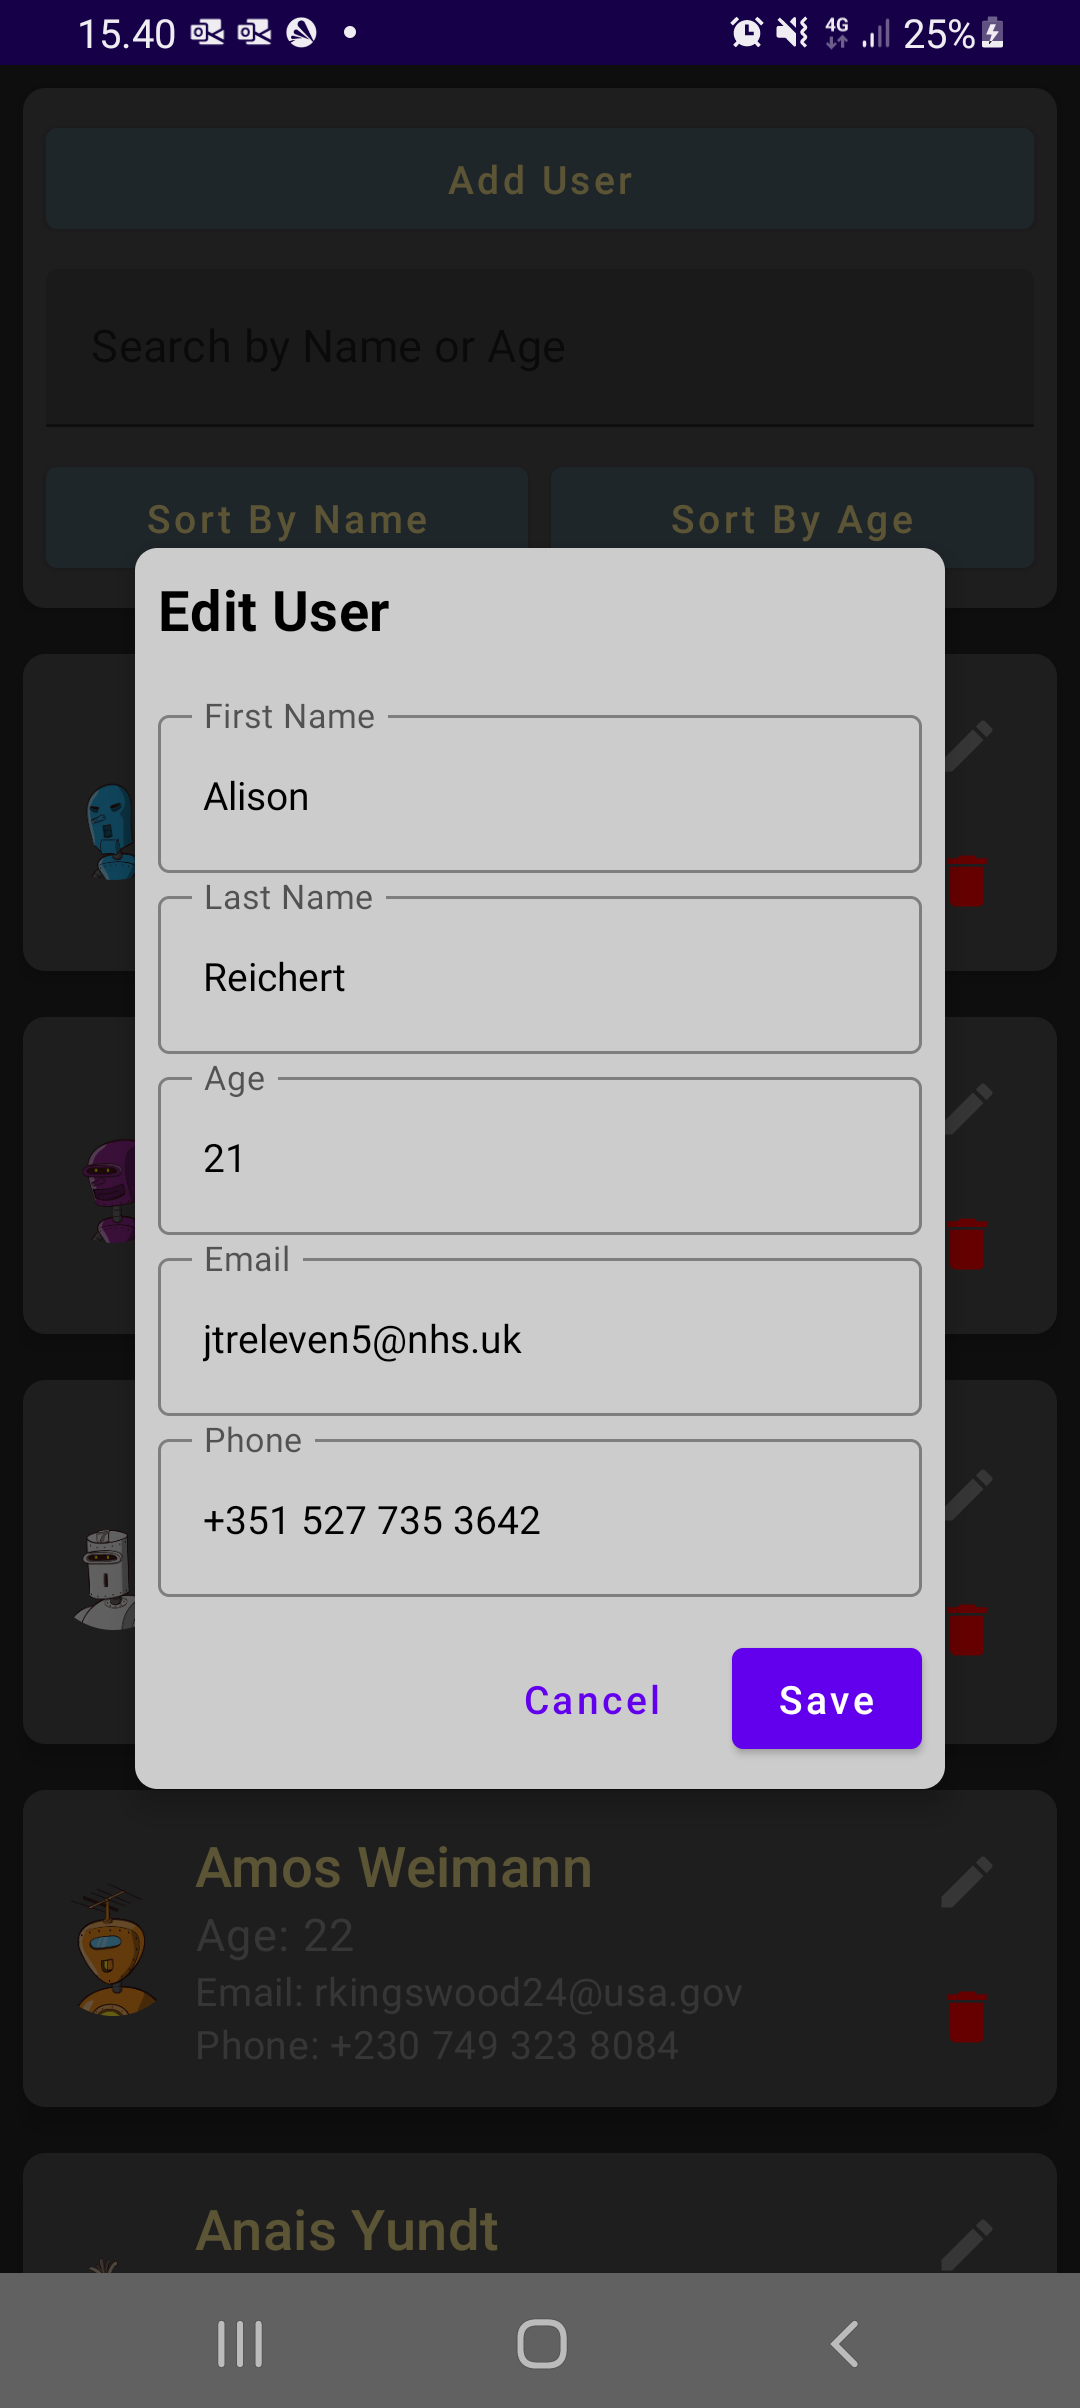 15.40
4G
25%
Add User
Search by Name or Age
Sort By Name
Sort By Age
Edit User
First Name
Alison
Last Name
Reichert
Age
21
Email
jtreleven5@nhs.uk
Phone
+351 527 735 3642
Cancel
Save
Amos Weimann
Age: 22
Email: rkingswood24@usa.gov
Phone: +230 749 323 8084
Anais Yundt